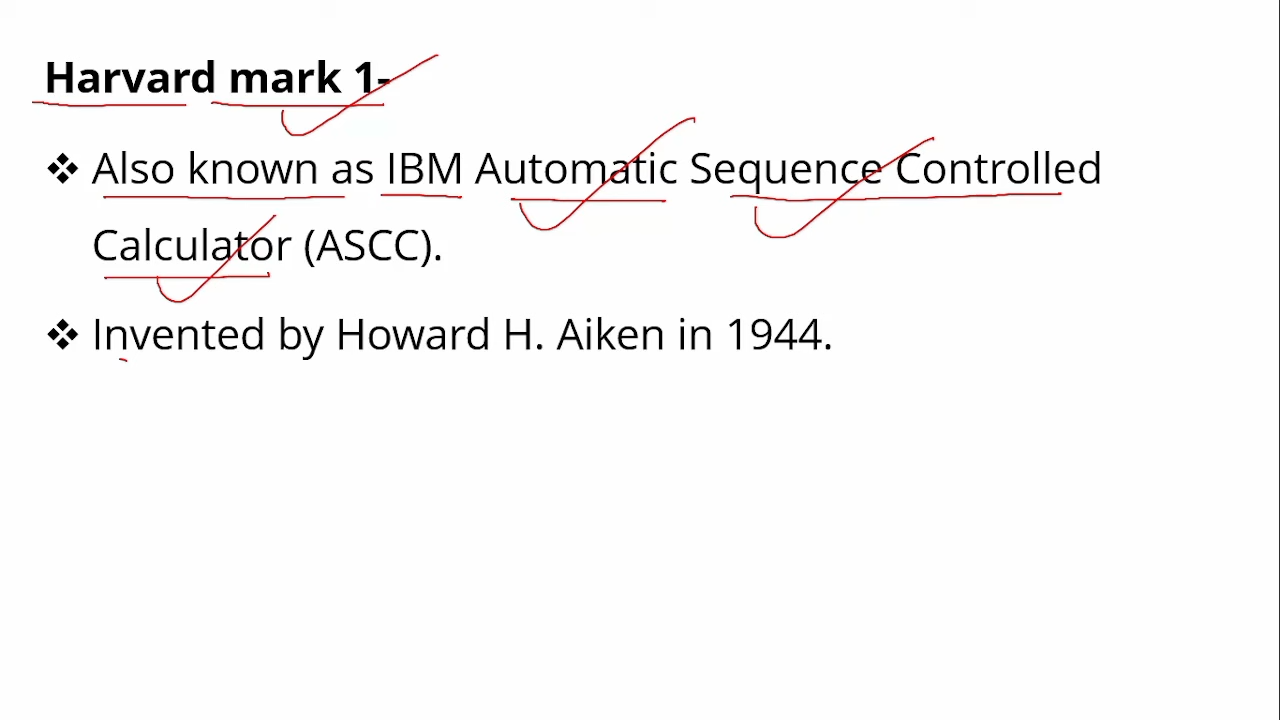 Harvard mark 1-
❖ Also known as IBM Automatic Sequence Controlled
Calculator (ASCC).
❖ Invented by Howard H. Aiken in 1944.